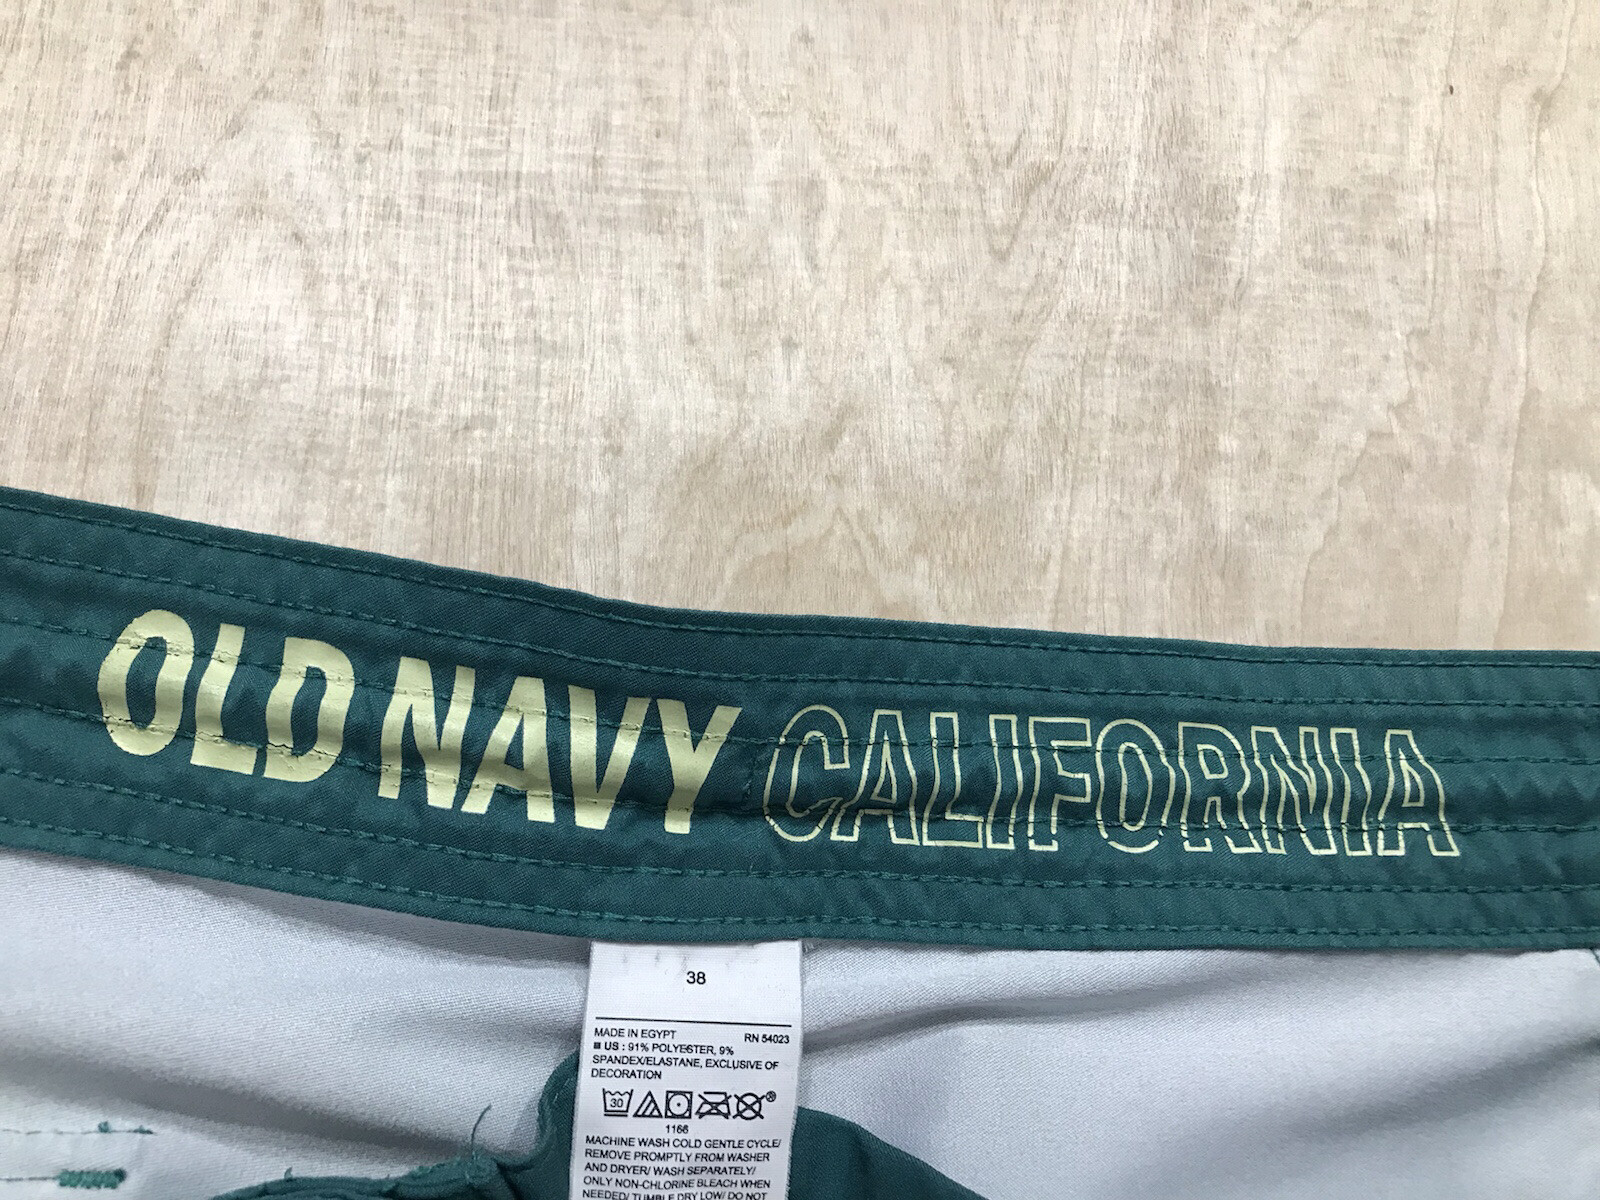 OLD NAVY CALIFORNIA
38
MADE IN EGYPT RN 54023
US : 91% POLYESTER, 9%
SPANDEX/ELASTANE, EXCLUSIVE OF
DECORATION
30
1166
MACHINE WASH COLD GENTLE CYCLE/
REMOVE PROMPTLY FROM WASHER
AND DRYER/ WASH SEPARATELY/
ONLY NON-CHLORINE BLEACH WHEN
NEEDED/ TUMBLE DRY LOW/ DO NOT